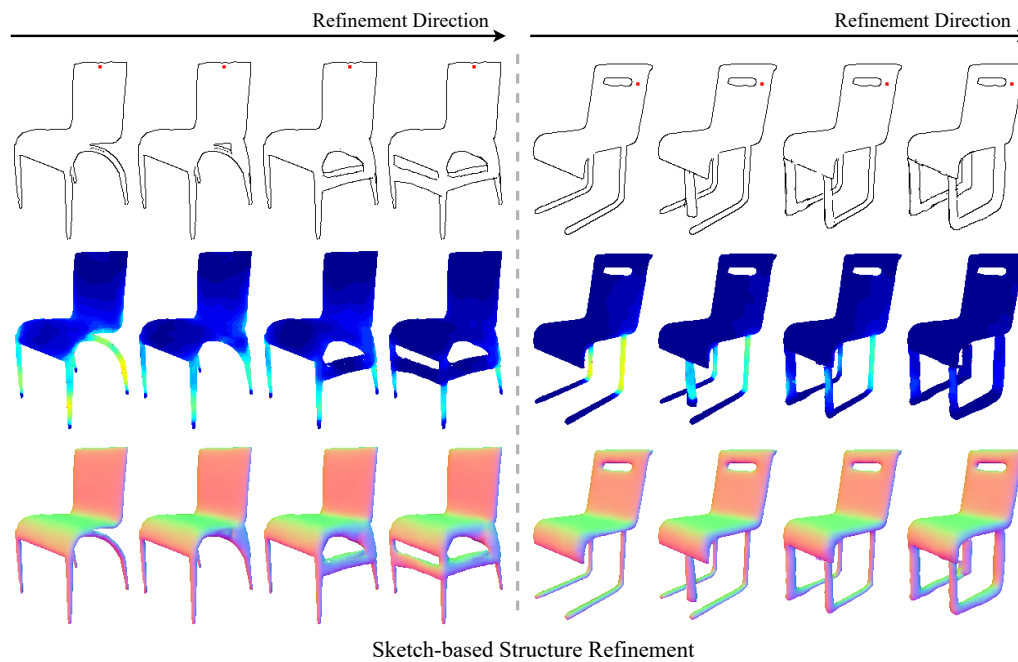 Refinement Direction
Refinement Direction
Sketch-based Structure Refinement